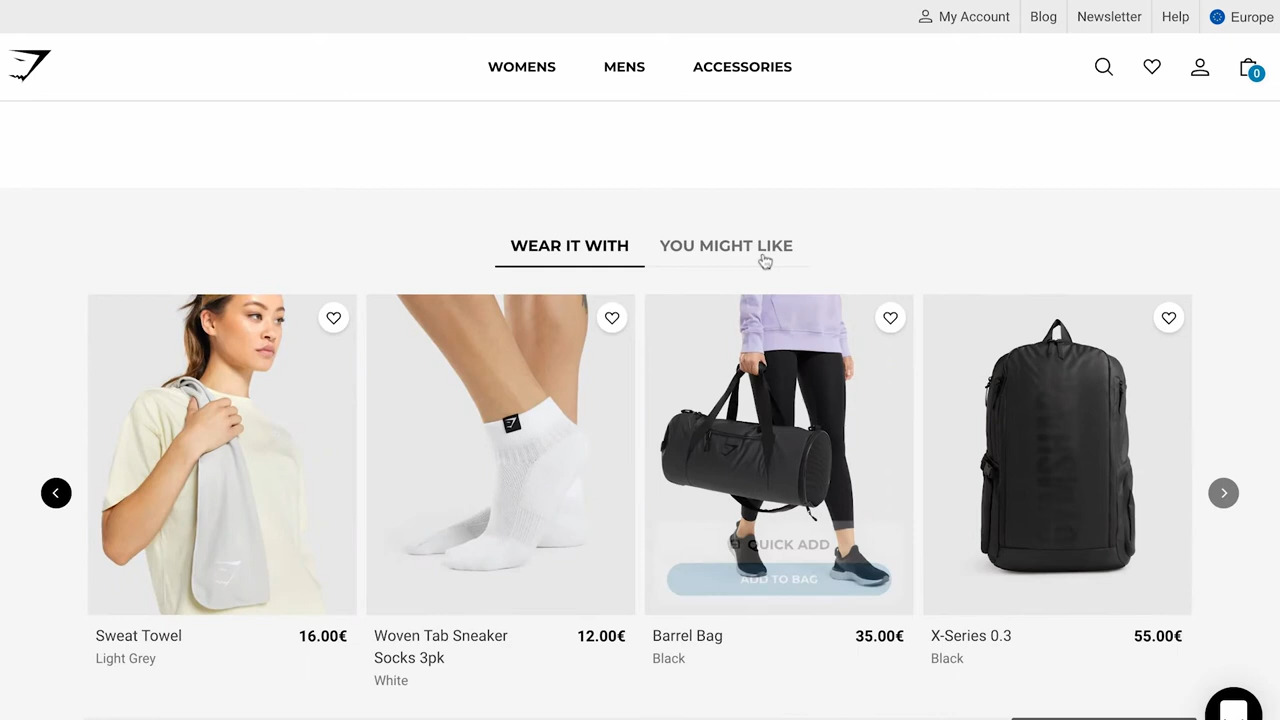 My Account
Blog
Newsletter
Help
Europe
WOMENS
MENS
ACCESSORIES
0
WEAR IT WITH
YOU MIGHT LIKE
QUICK ADD
ADD TO BAG
Sweat Towel
16.00€
Light Grey
Woven Tab Sneaker
12.00€
Socks 3pk
White
Barrel Bag
35.00€
Black
X-Series 0.3
55.00€
Black